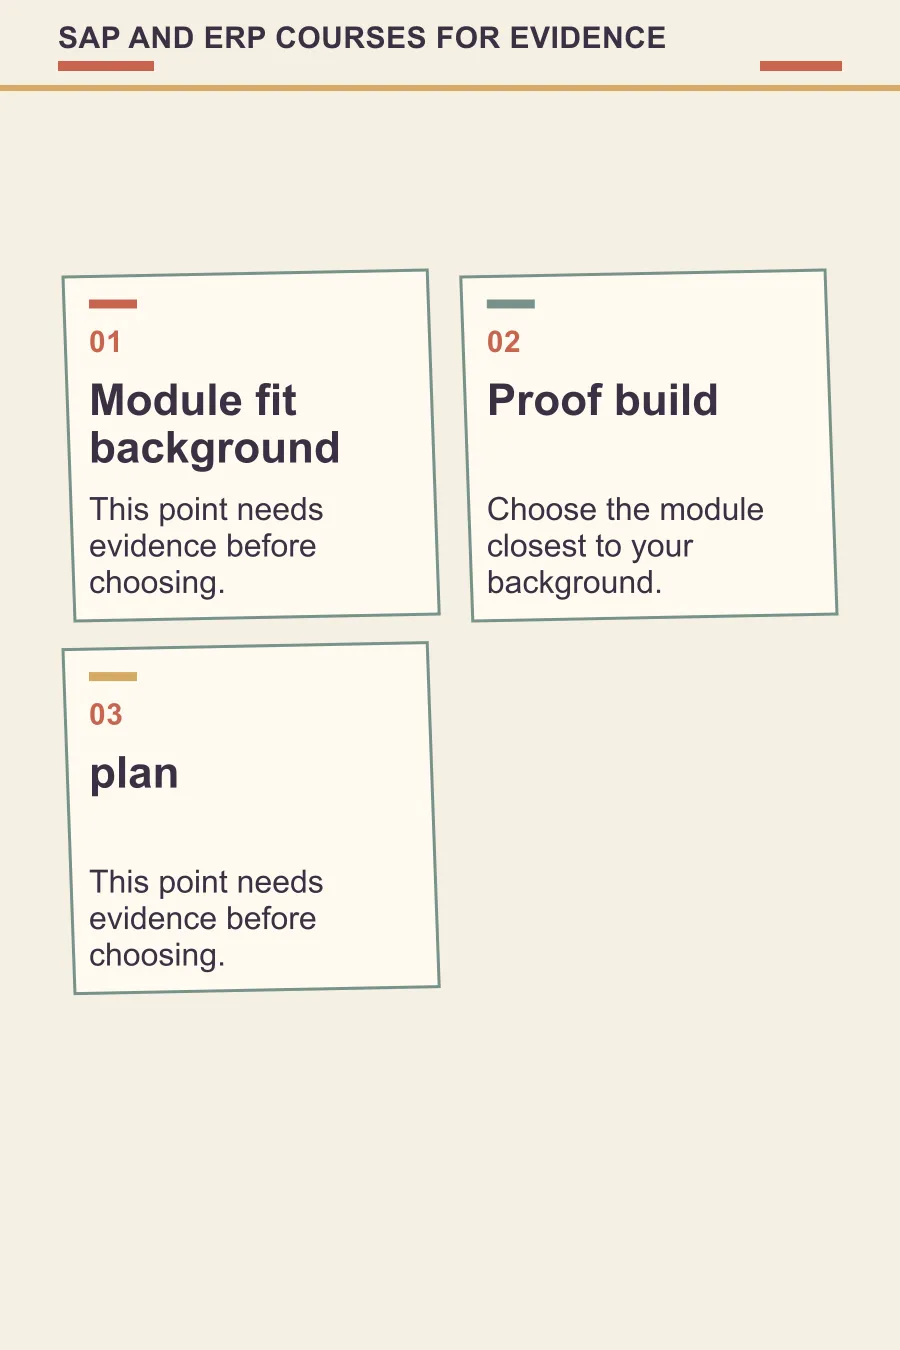 SAP AND ERP COURSES FOR EVIDENCE
01
Module fit
background
This point needs
evidence before
choosing.
02
Proof build
Choose the module
closest to your
background.
03
plan
This point needs
evidence before
choosing.